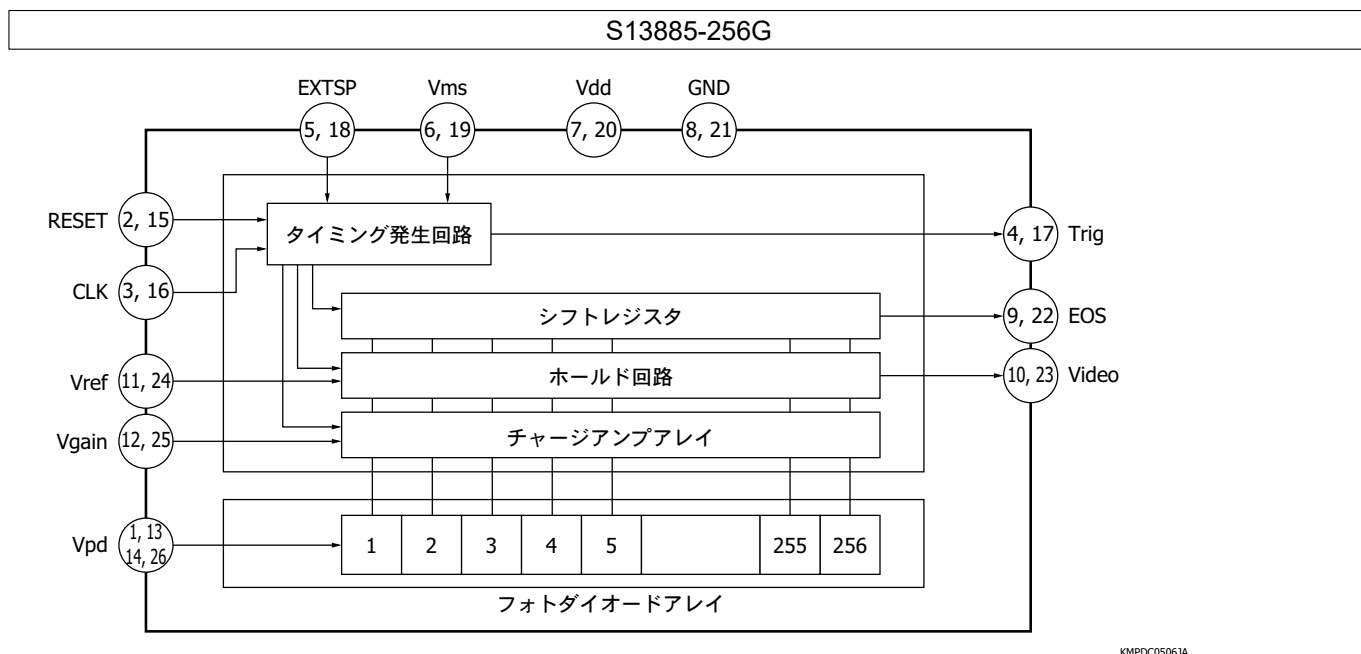 S13885-256G
EXTSP Vms Vdd GND
5, 18 6, 19 7, 20 8, 21
RESET 2, 15
タイミング発生回路
4, 17 Trig
CLK 3, 16
シフトレジスタ
9, 22 EOS
Vref 11, 24
ホールド回路
10, 23 Video
Vgain 12, 25
チャージアンプアレイ
Vpd 1, 13
14, 26
1 2 3 4 5 255 256
フォトダイオードアレイ
KMPDC0506JA